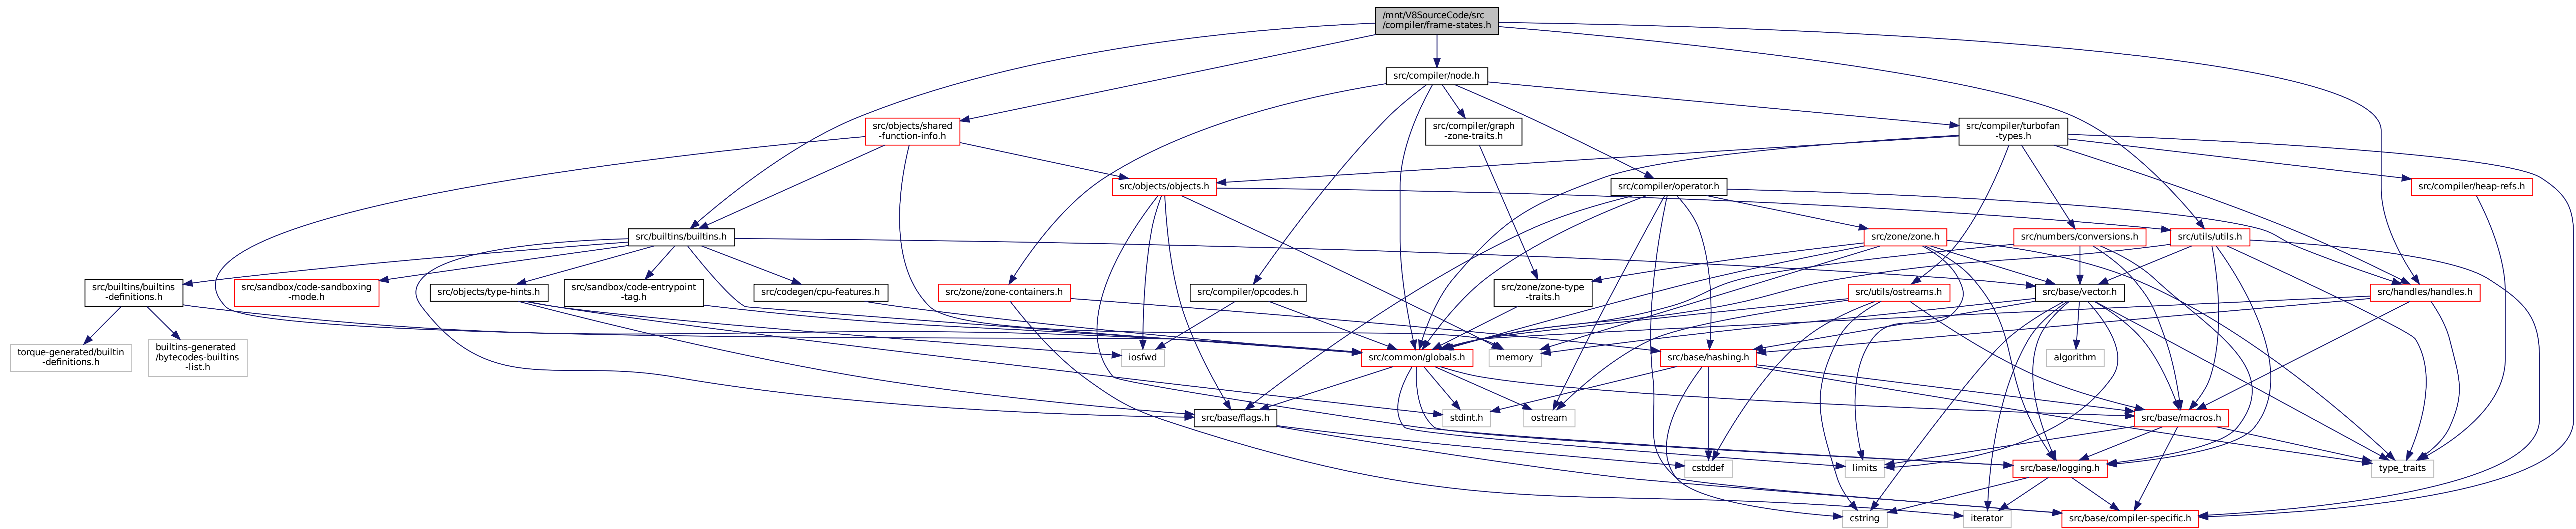 /mnt/V8SourceCode/src
/compiler/frame-states.h
src/compiler/node.h
src/objects/shared
-function-info.h
src/compiler/graph
-zone-traits.h
src/compiler/turbofan
-types.h
src/objects/objects.h
src/compiler/operator.h
src/compiler/heap-refs.h
src/builtins/builtins.h
src/zone/zone.h
src/numbers/conversions.h
src/utils/utils.h
src/builtins/builtins
-definitions.h
src/sandbox/code-sandboxing
-mode.h
src/objects/type-hints.h
src/sandbox/code-entrypoint
-tag.h
src/codegen/cpu-features.h
src/zone/zone-containers.h
src/compiler/opcodes.h
src/zone/zone-type
-traits.h
src/utils/ostreams.h
src/base/vector.h
src/handles/handles.h
torque-generated/builtin
-definitions.h
builtins-generated
/bytecodes-builtins
-list.h
iosfwd
src/common/globals.h
memory
src/base/hashing.h
algorithm
src/base/flags.h
stdint.h
ostream
src/base/macros.h
cstddef
limits
src/base/logging.h
type_traits
cstring
iterator
src/base/compiler-specific.h